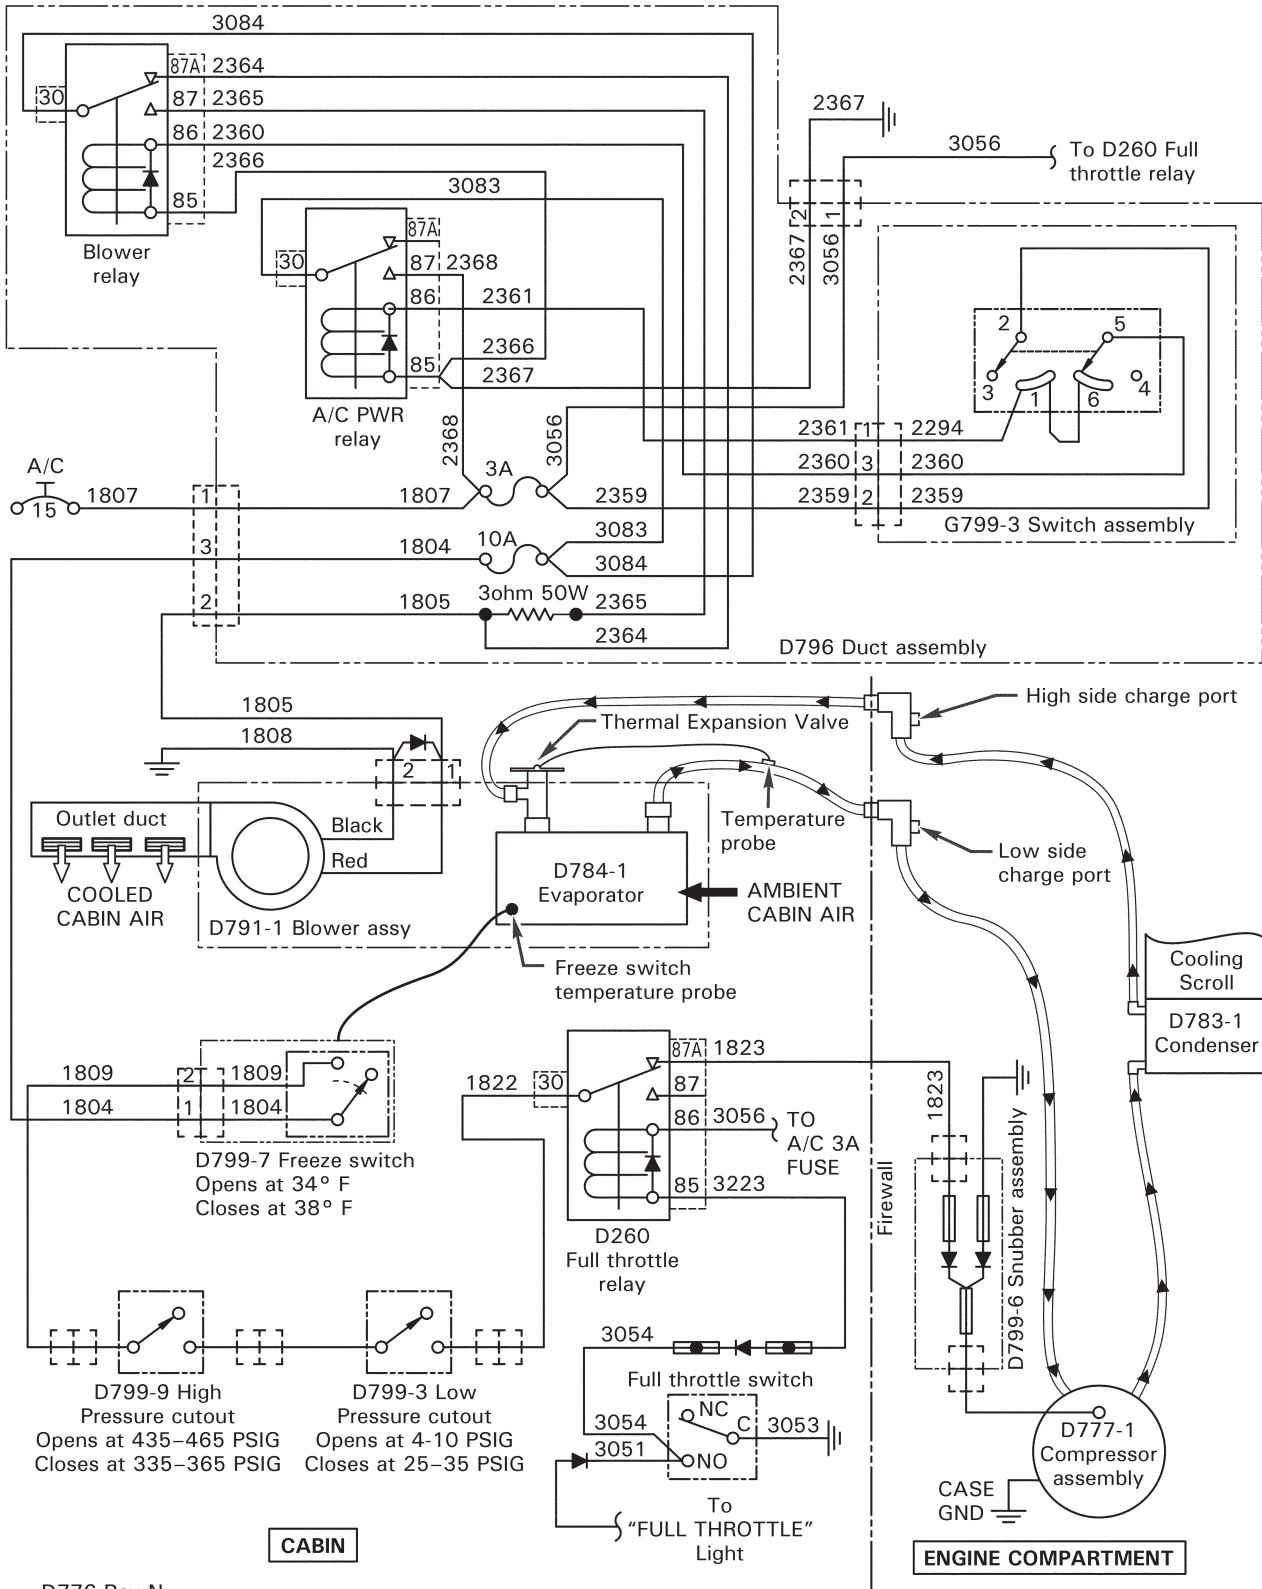 3084
87A 2364
30
87 2365
86 2360
2366
85
Blower
relay
3083
87A
30
87 2368
86 2361
2366
85
2367
A/C PWR
relay
2367
3056
To D260 Full
throttle relay
2 1
2367 3056
2 5
3 1 6 4
2361 1 2294
2360 3 2360
2359 2 2359
G799-3 Switch assembly
2368
3056
A/C
15
1807 1 1807
3A
2359
3083
3 1804 10A
3084
3ohm 50W
2 1805 2365
2364
D796 Duct assembly
1805
1808
2 1
High side charge port
Thermal Expansion Valve
Temperature
probe
Low side
charge port
Outlet duct
Black
Red
COOLED
CABIN AIR
D791-1 Blower assy
D784-1
Evaporator
AMBIENT
CABIN AIR
Freeze switch
temperature probe
Cooling
Scroll
D783-1
Condenser
1809 2 1809
1804 1 1804
D799-7 Freeze switch
Opens at 34° F
Closes at 38° F
1822 30
87A 1823
87
86 3056
TO
A/C 3A
FUSE
85 3223
D260
Full throttle
relay
Firewall
1823
D799-6 Snubber assembly
D799-9 High
Pressure cutout
Opens at 435–465 PSIG
Closes at 335–365 PSIG
D799-3 Low
Pressure cutout
Opens at 4-10 PSIG
Closes at 25–35 PSIG
3054
Full throttle switch
NC
3054 C 3053
3051 NO
To
“FULL THROTTLE”
Light
D777-1
Compressor
assembly
CASE
GND
CABIN
ENGINE COMPARTMENT
D776 Rev N